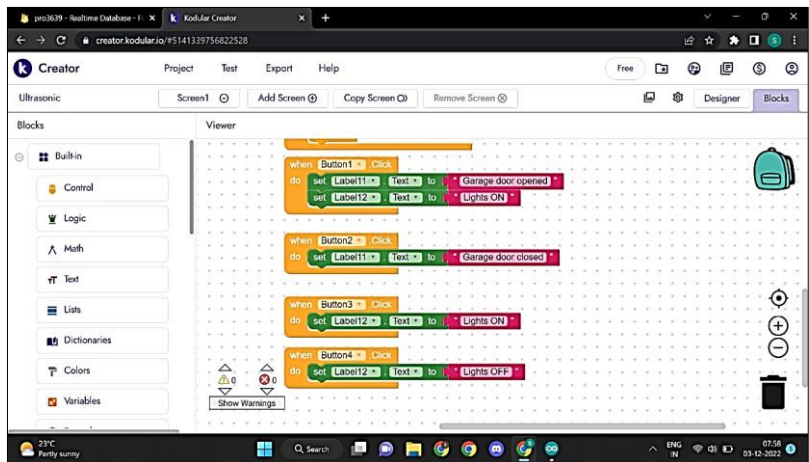 pro3639 - Realtime Database - Fi
Kodular Creator
creator.kodular.io/#5141339756822528
Creator
Project
Test
Export
Help
Free
Ultrasonic
Screen1
Add Screen
Copy Screen
Remove Screen
Designer
Blocks
Blocks
Viewer
Built-in
Control
Logic
Math
Text
Lists
Dictionaries
Colors
Variables
when Button1 .Click
do set Label11 . Text to " Garage door opened "
set Label12 . Text to " Lights ON "
when Button2 .Click
do set Label11 . Text to " Garage door closed "
when Button3 .Click
do set Label12 . Text to " Lights ON "
when Button4 .Click
do set Label12 . Text to " Lights OFF "
0
0
Show Warnings
23°C
Partly sunny
Search
ENG
IN
07:58
03-12-2022